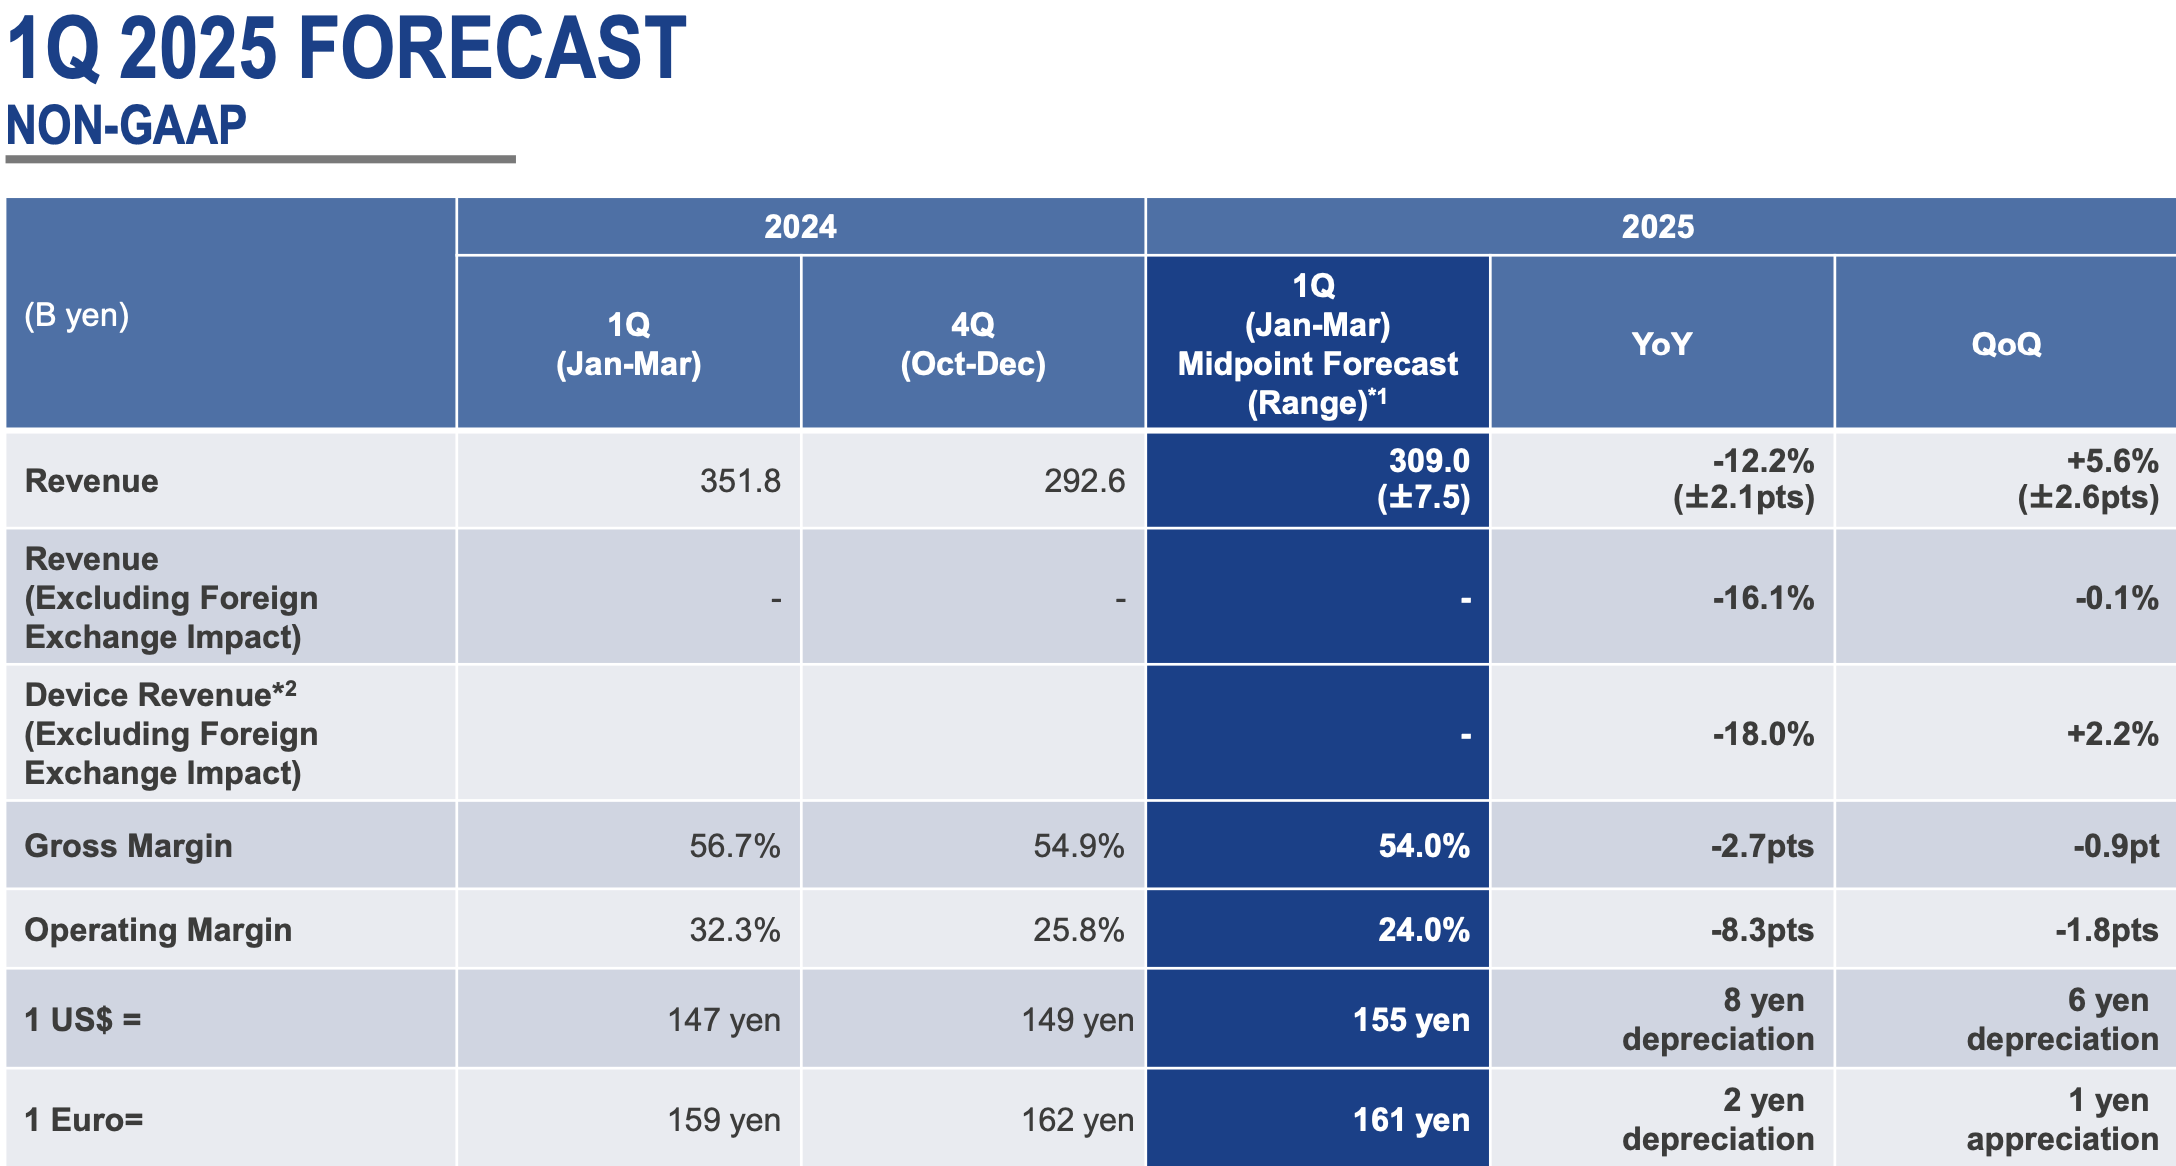 1Q 2025 FORECAST
NON-GAAP
(B yen)
2024
2025
1Q
(Jan-Mar)
4Q
(Oct-Dec)
1Q
(Jan-Mar)
Midpoint Forecast
(Range)*1
YoY
QoQ
Revenue
351.8
292.6
309.0
(±7.5)
-12.2%
(±2.1pts)
+5.6%
(±2.6pts)
Revenue
(Excluding Foreign
Exchange Impact)
-
-
-
-16.1%
-0.1%
Device Revenue*2
(Excluding Foreign
Exchange Impact)
-
-18.0%
+2.2%
Gross Margin
56.7%
54.9%
54.0%
-2.7pts
-0.9pt
Operating Margin
32.3%
25.8%
24.0%
-8.3pts
-1.8pts
1 US$ =
147 yen
149 yen
155 yen
8 yen
depreciation
6 yen
depreciation
1 Euro=
159 yen
162 yen
161 yen
2 yen
depreciation
1 yen
appreciation